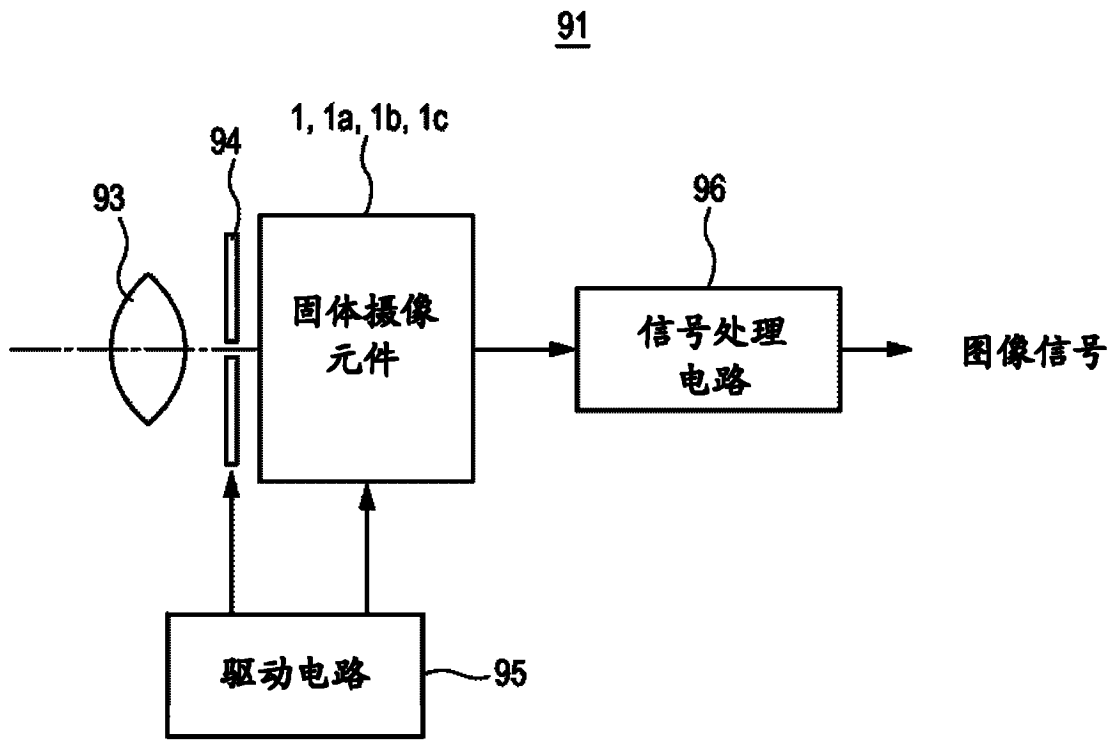 91
1, 1a, 1b, 1c
94
93
96
固体摄像
元件
信号处理
电路
图像信号
驱动电路
95